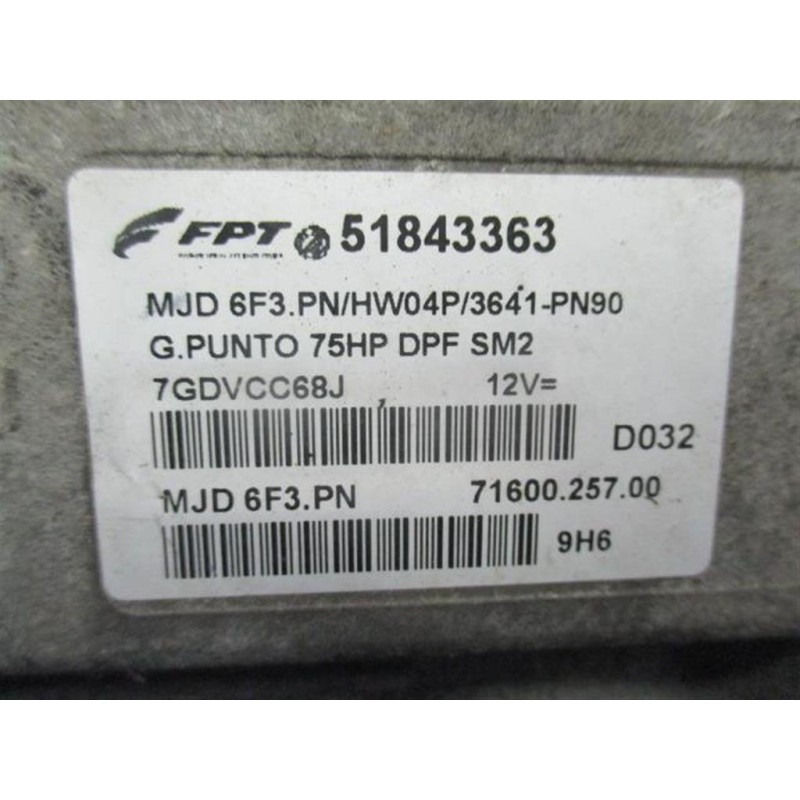 FPT 51843363
MJD 6F3.PN/HW04P/3641-PN90
G.PUNTO 75HP DPF SM2
7GDVCC68J 12V=
D032
MJD 6F3.PN 71600.257.00
9H6